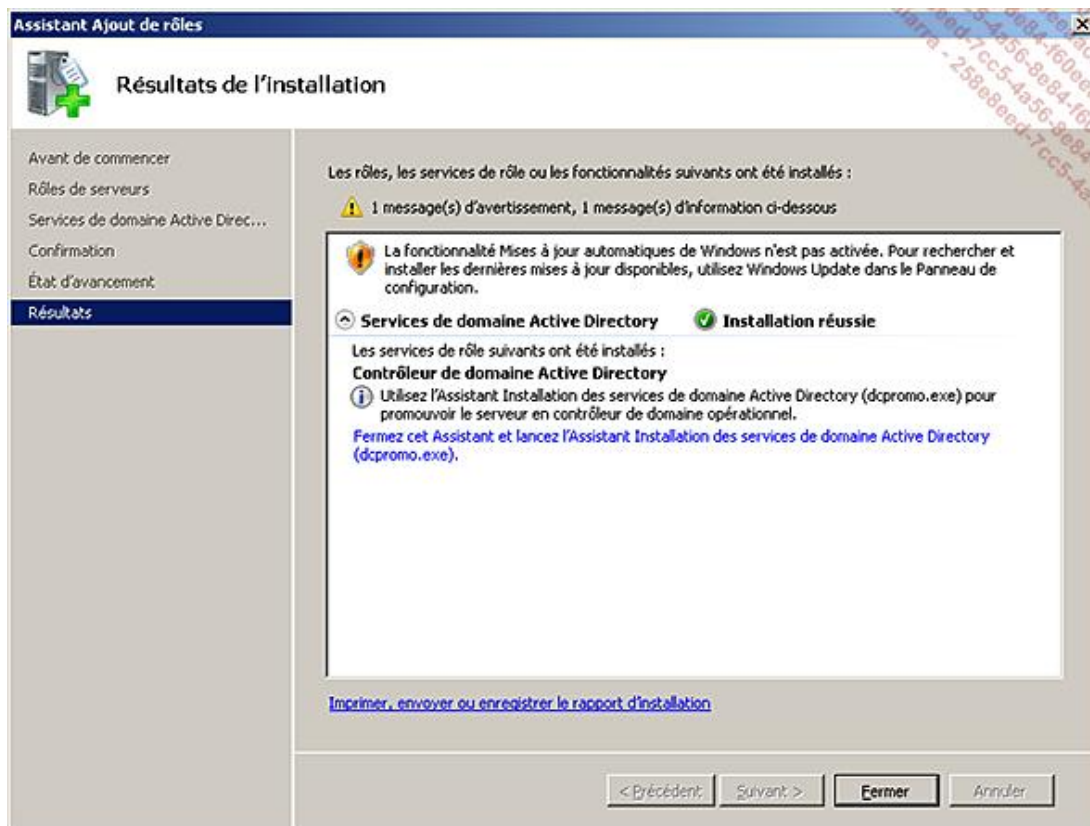 Assistant Ajout de rôles
Résultats de l'installation
Avant de commencer
Rôles de serveurs
Services de domaine Active Direc...
Confirmation
État d'avancement
Résultats
Les rôles, les services de rôle ou les fonctionnalités suivants ont été installés :
1 message(s) d'avertissement, 1 message(s) d'information ci-dessous
La fonctionnalité Mises à jour automatiques de Windows n'est pas activée. Pour rechercher et
installer les dernières mises à jour disponibles, utilisez Windows Update dans le Panneau de
configuration.
Services de domaine Active Directory Installation réussie
Les services de rôle suivants ont été installés :
Contrôleur de domaine Active Directory
Utilisez l'Assistant Installation des services de domaine Active Directory (dcpromo.exe) pour
promouvoir le serveur en contrôleur de domaine opérationnel.
Fermez cet Assistant et lancez l'Assistant Installation des services de domaine Active Directory
(dcpromo.exe).
Imprimer, envoyer ou enregistrer le rapport d'installation
< Précédent Suivant > Fermer Annuler